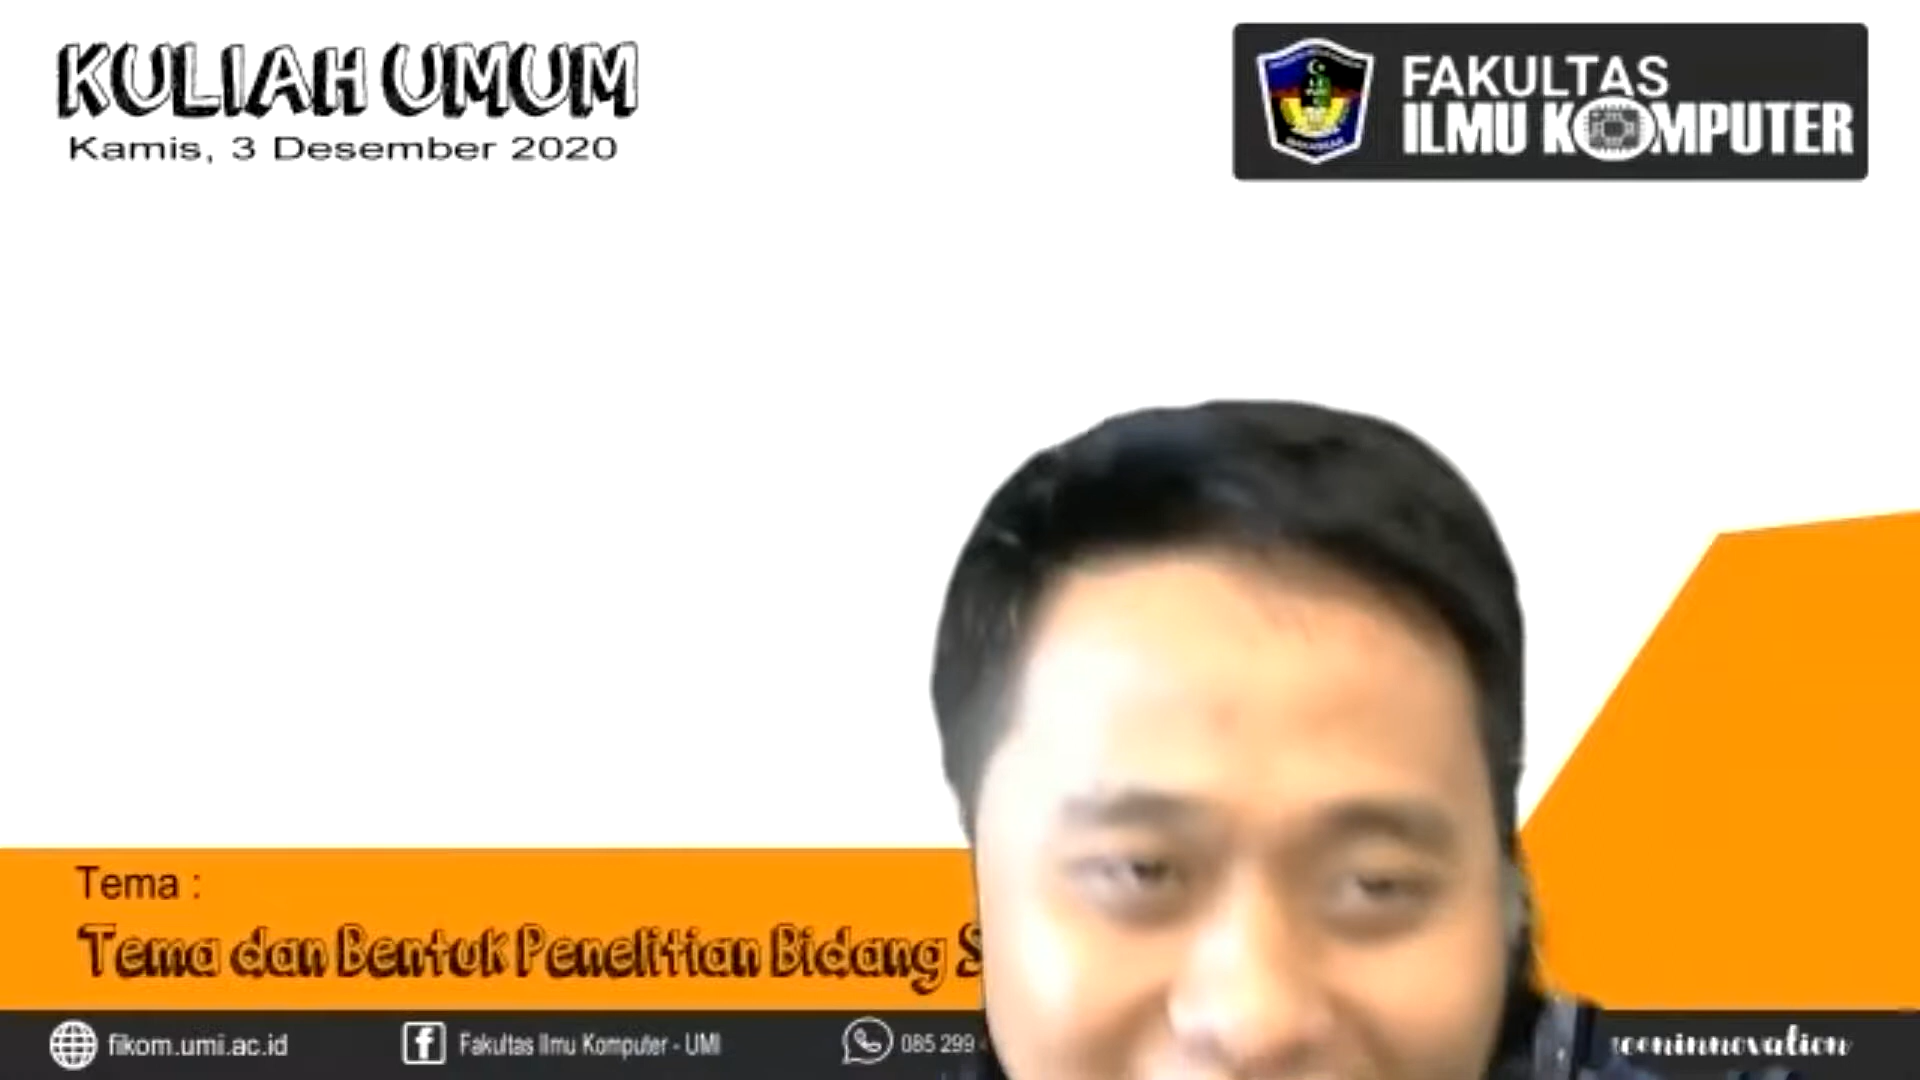 KULIAH UMUM
Kamis, 3 Desember 2020
FAKULTAS
ILMU KOMPUTER
Tema :
Tema dan Bentuk Penelitian Bidang S
fikom.umi.ac.id
Fakultas Ilmu Komputer - UMI
085 299